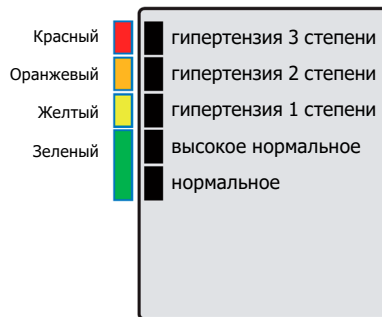 Красный гипертензия 3 степени
Оранжевый гипертензия 2 степени
Желтый гипертензия 1 степени
Зеленый высокое нормальное
нормальное